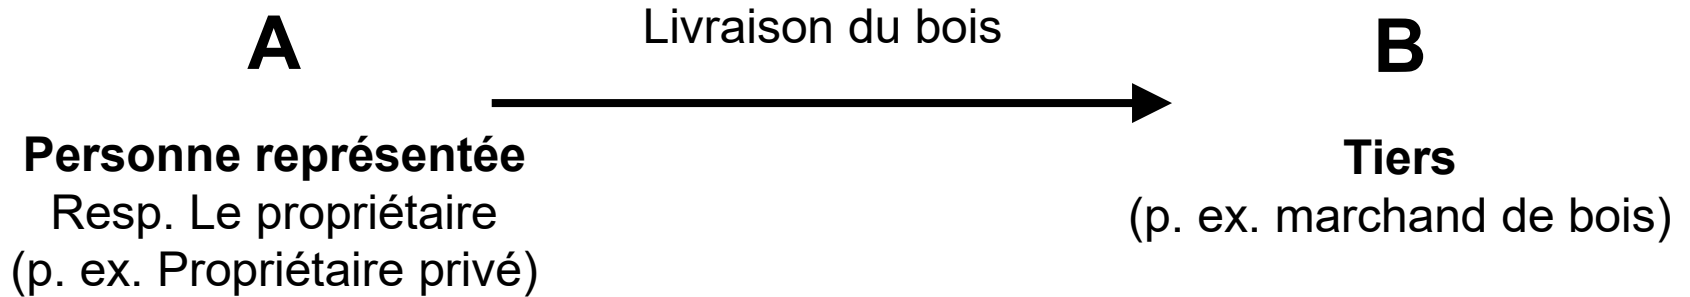 A
Livraison du bois
B
Personne représentée
Resp. Le propriétaire
(p. ex. Propriétaire privé)
Tiers
(p. ex. marchand de bois)